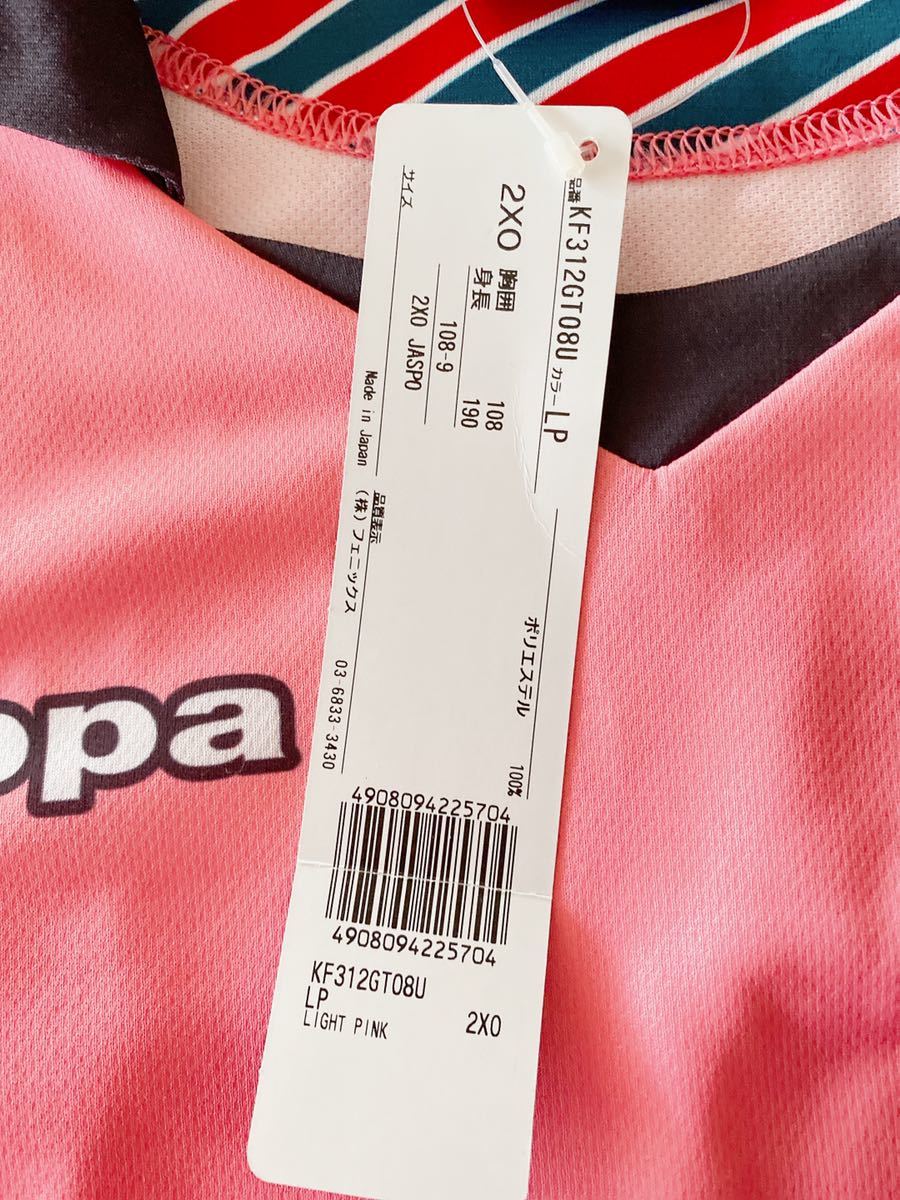 品番KF312GT08U カラーLP
サイズ
2XO
胸囲 108
身長 190
108-9
2XO JASPO
Made in Japan
ポリエステル 100%
品質表示
(株)フェニックス 03-6833-3430
4908094225704
4908094225704
KF312GT08U
LP
LIGHT PINK 2XO
opa